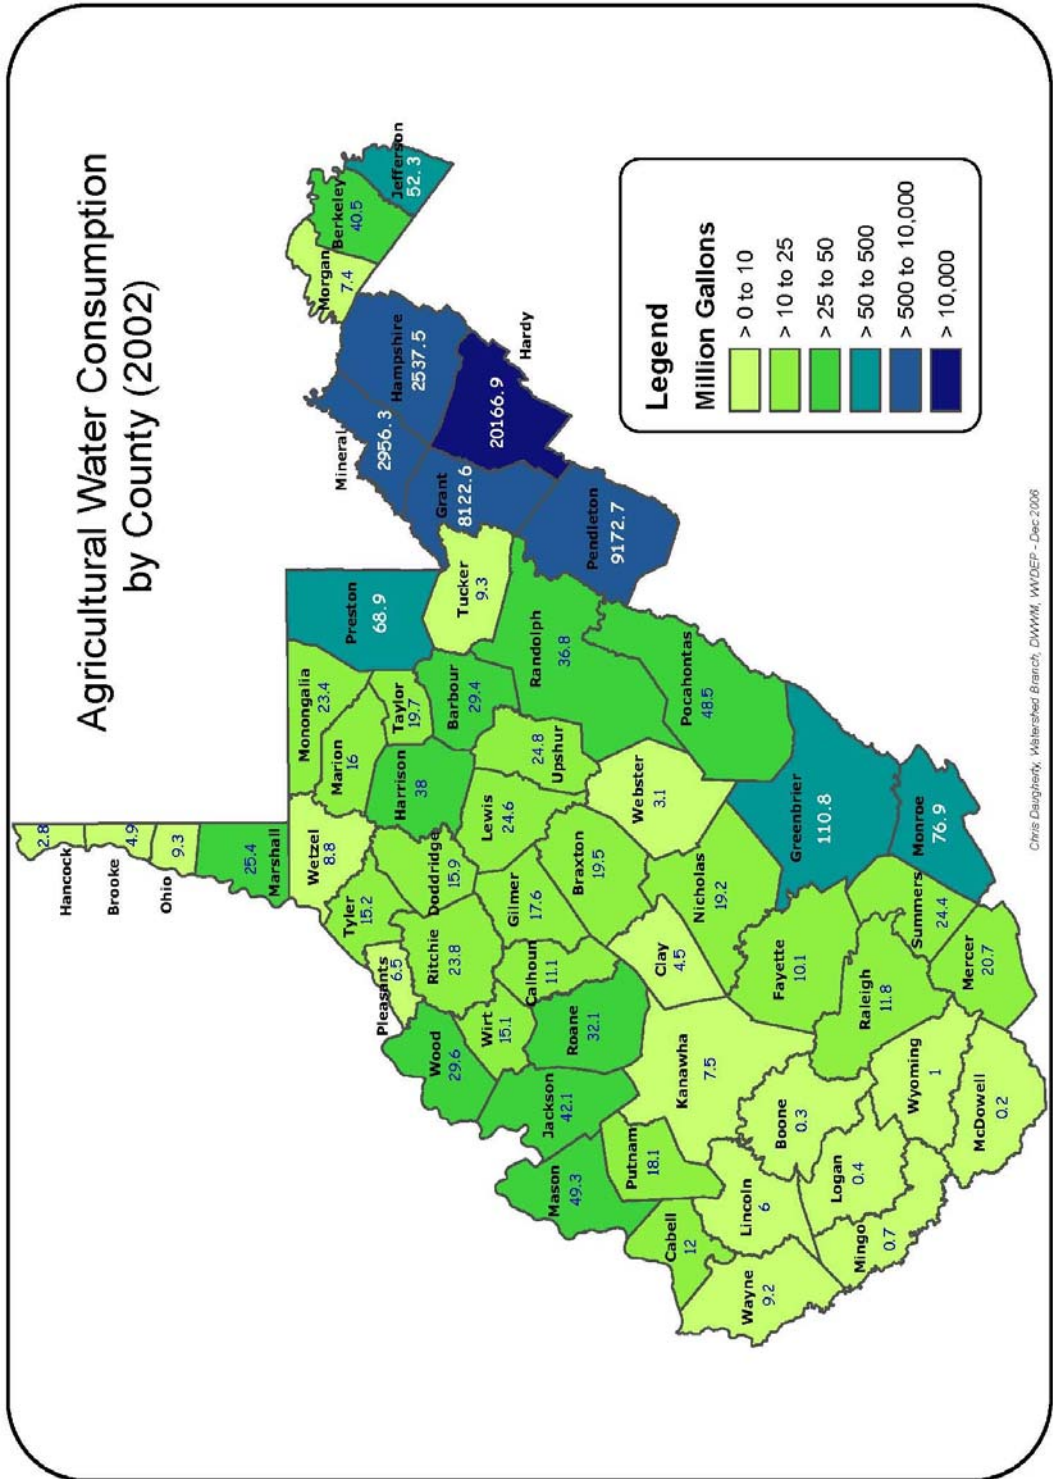 Agricultural Water Consumption
by County (2002)
Hancock
2.8
Brooke
4.9
Ohio
9.3
Marshall
25.4
Wetzel
8.8
Monongalia
23.4
Marion
16
Preston
68.9
Taylor
19.7
Tyler
15.2
Doddridge
15.9
Harrison
38
Barbour
29.4
Tucker
9.3
Pleasants
6.5
Ritchie
23.8
Wood
29.6
Wirt
15.1
Calhoun
11.1
Gilmer
17.6
Lewis
24.6
24.8
Upshur
Randolph
36.8
Mineral
2956.3
Hampshire
2537.5
Morgan
7.4
Berkeley
40.5
Jefferson
52.3
Grant
8122.6
20166.9
Hardy
Pendleton
9172.7
Jackson
42.1
Roane
32.1
Mason
49.3
Putnam
18.1
Cabell
12
Kanawha
7.5
Clay
4.5
Braxton
19.5
Webster
3.1
Pocahontas
48.5
Nicholas
19.2
Wayne
9.2
Lincoln
6
Boone
0.3
Logan
0.4
Mingo
0.7
Fayette
10.1
Greenbrier
110.8
Raleigh
11.8
Summers
24.4
Monroe
76.9
Wyoming
1
McDowell
0.2
Mercer
20.7
Legend
Million Gallons
> 0 to 10
> 10 to 25
> 25 to 50
> 50 to 500
> 500 to 10,000
> 10,000
Chris Daugherty, Watershed Branch, DWWM, WVDEP - Dec 2006